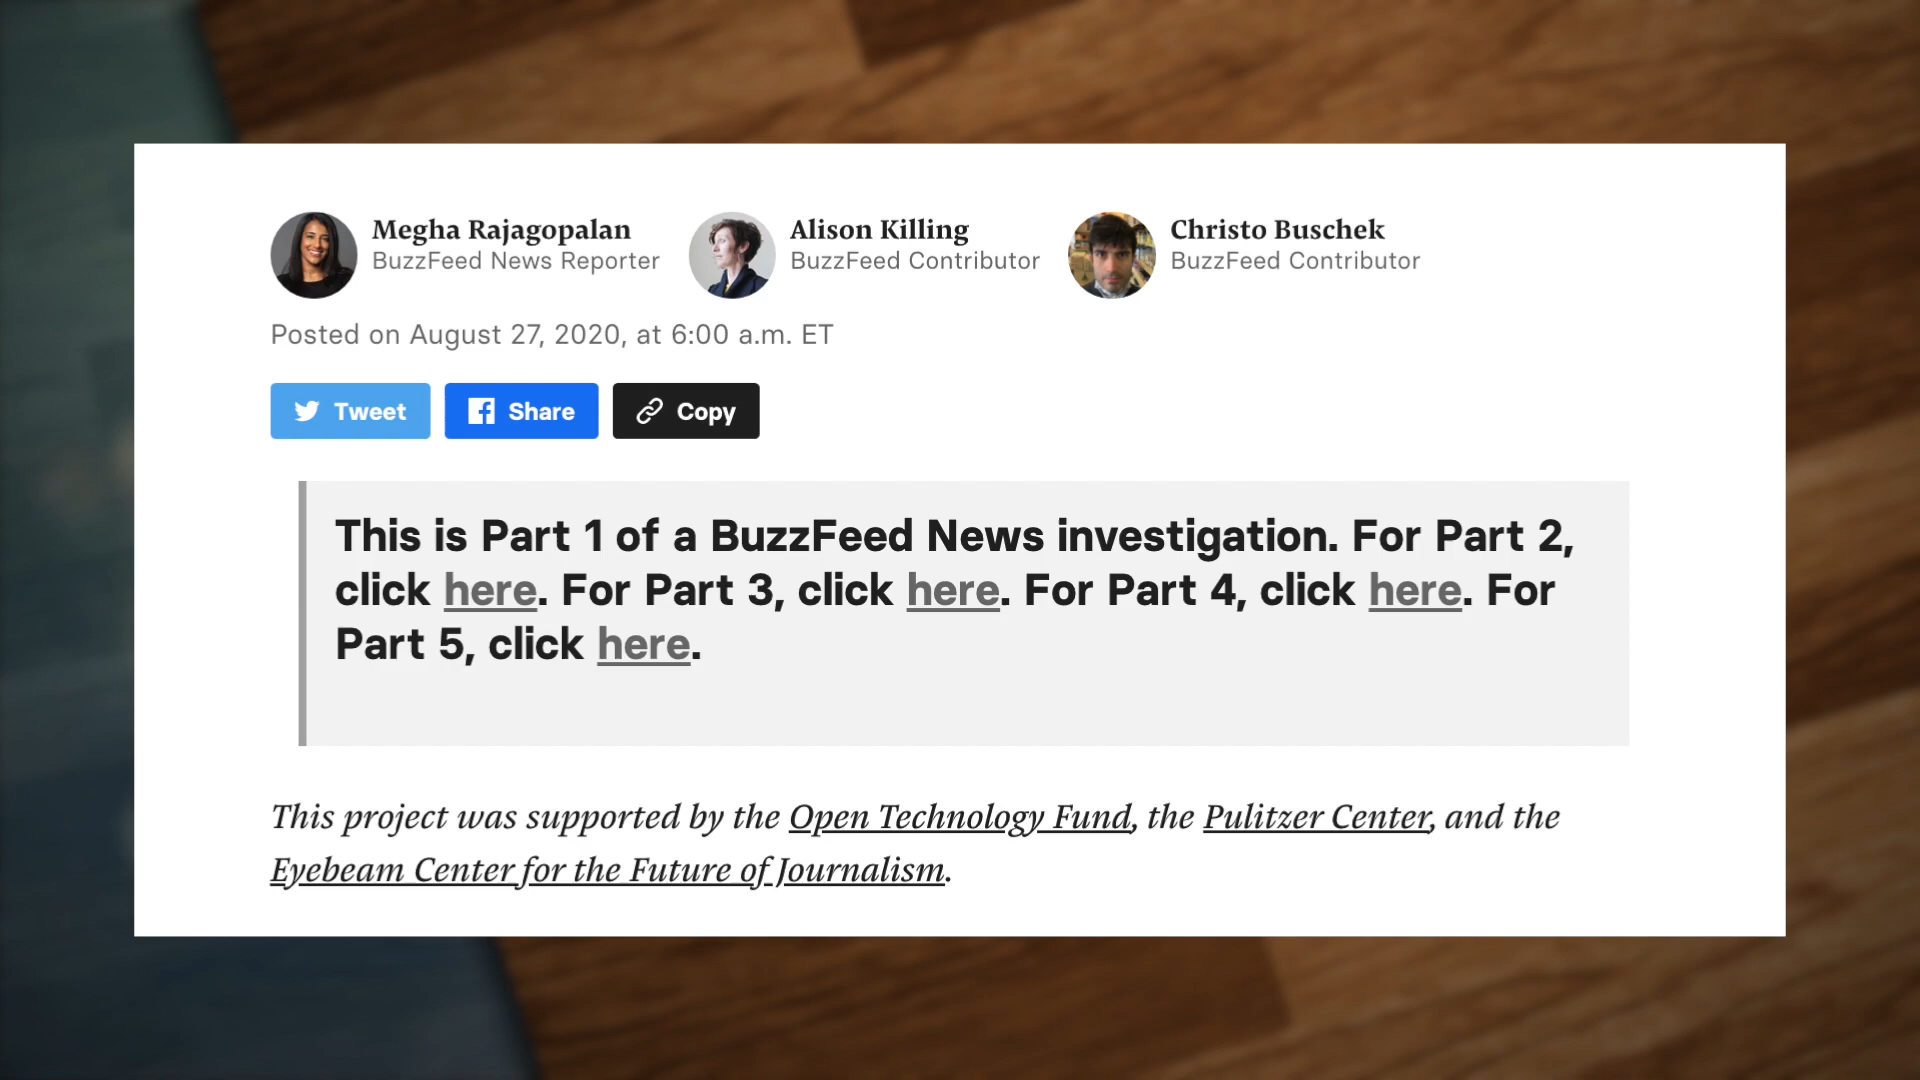 Megha Rajagopalan
BuzzFeed News Reporter
Alison Killing
BuzzFeed Contributor
Christo Buschek
BuzzFeed Contributor
Posted on August 27, 2020, at 6:00 a.m. ET
Tweet
Share
Copy
This is Part 1 of a BuzzFeed News investigation. For Part 2,
click here. For Part 3, click here. For Part 4, click here. For
Part 5, click here.
This project was supported by the Open Technology Fund, the Pulitzer Center, and the
Eyebeam Center for the Future of Journalism.